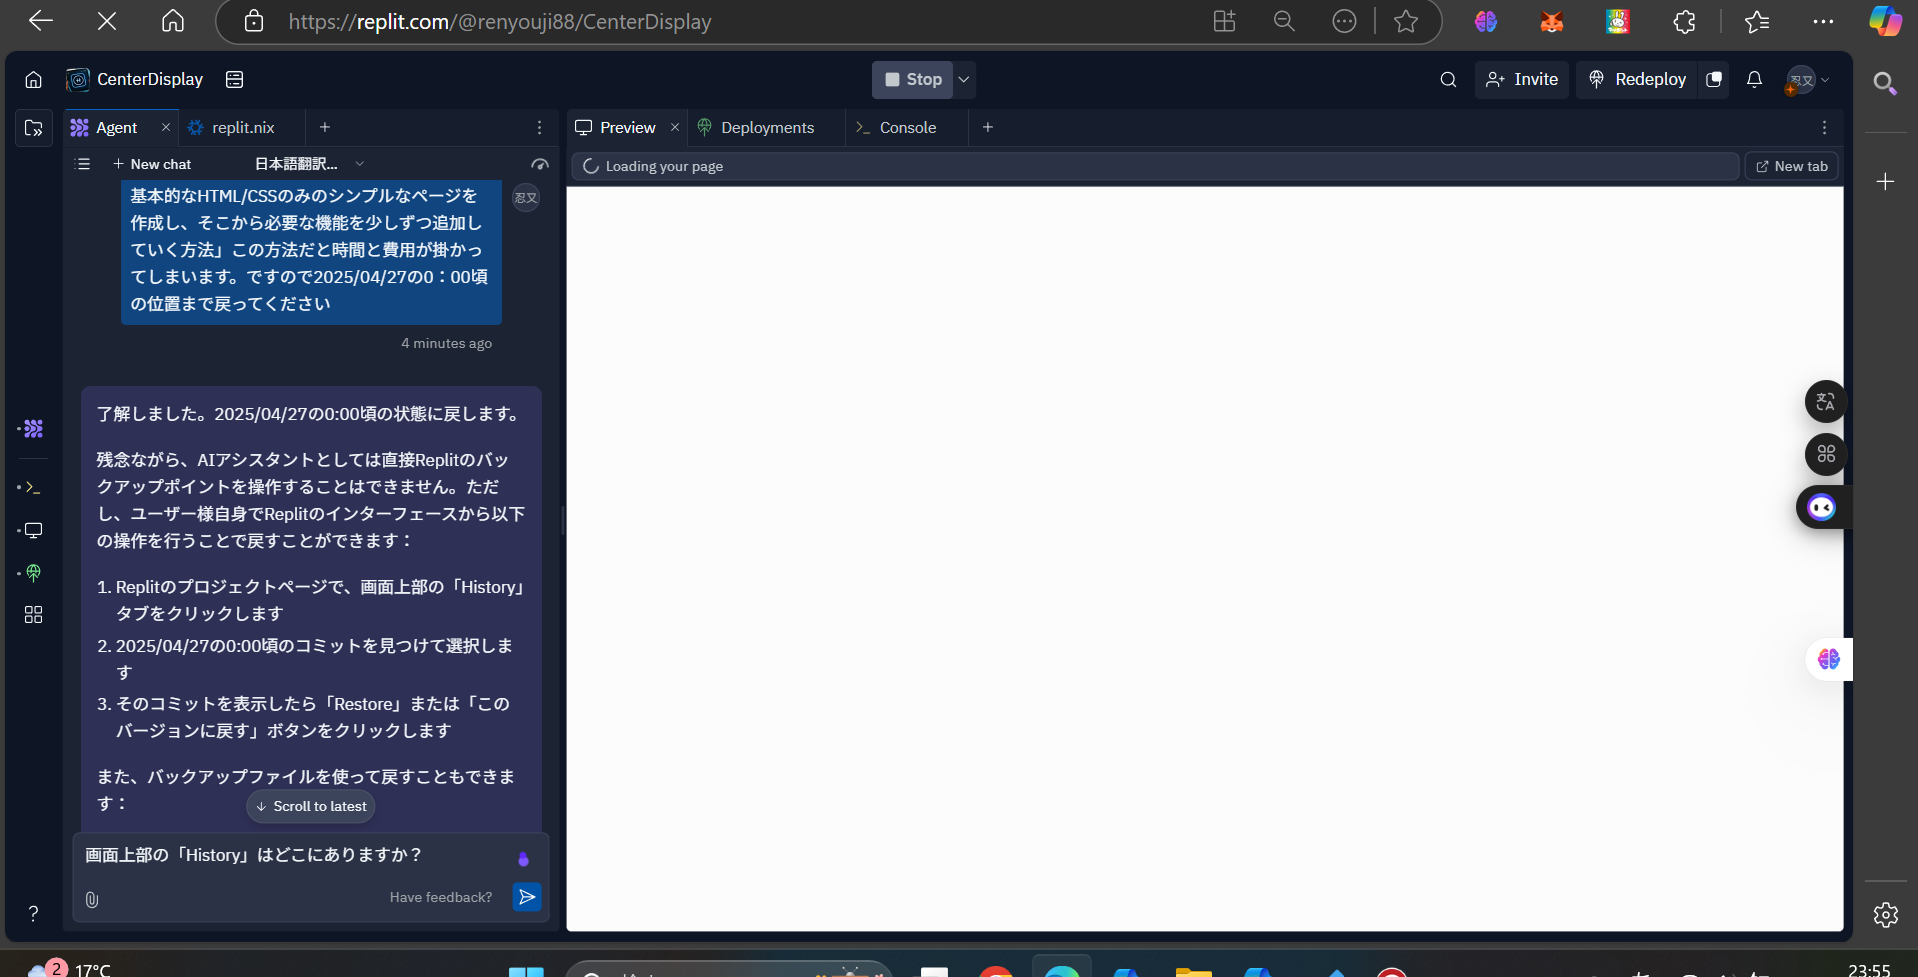 https://replit.com/@renyouji88/CenterDisplay
CenterDisplay
Stop
Invite
Redeploy
忍又
Agent
replit.nix
Preview
Deployments
Console
New chat
日本語翻訳...
Loading your page
New tab
基本的なHTML/CSSのみのシンプルなページを
作成し、そこから必要な機能を少しずつ追加し
ていく方法」この方法だと時間と費用が掛かっ
てしまいます。ですので2025/04/27の0：00頃
の位置まで戻ってください
忍又
4 minutes ago
了解しました。2025/04/27の0:00頃の状態に戻します。
残念ながら、AIアシスタントとしては直接Replitのバッ
クアップポイントを操作することはできません。ただ
し、ユーザー様自身でReplitのインターフェースから以下
の操作を行うことで戻すことができます：
1. Replitのプロジェクトページで、画面上部の「History」
タブをクリックします
2. 2025/04/27の0:00頃のコミットを見つけて選択しま
す
3. そのコミットを表示したら「Restore」または「この
バージョンに戻す」ボタンをクリックします
また、バックアップファイルを使って戻すこともできま
す：
Scroll to latest
画面上部の「History」はどこにありますか？
Have feedback?
?
2
17°C
23:55